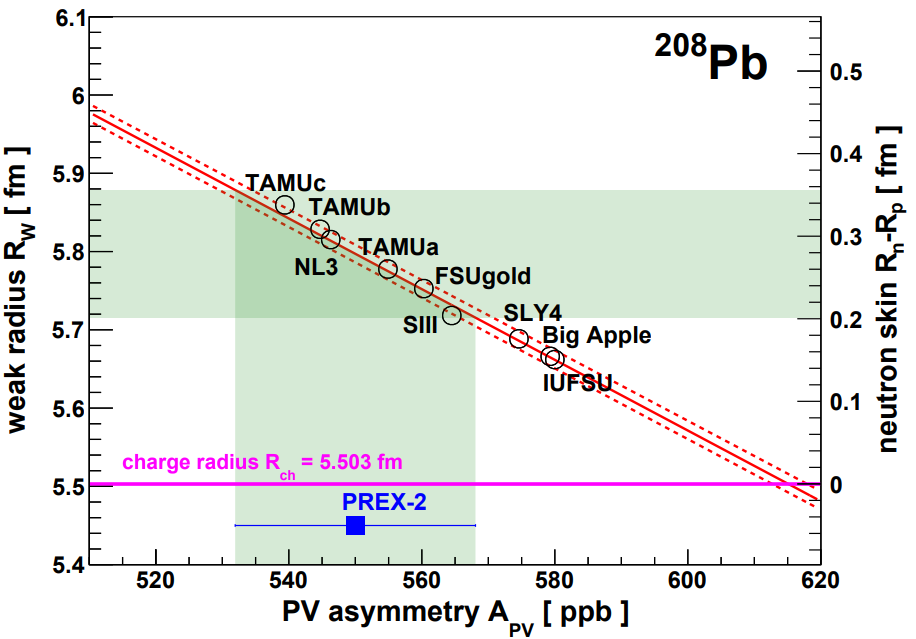 6.1
6
5.9
5.8
5.7
5.6
5.5
5.4
weak radius R_W [ fm ]
208Pb
TAMUc
TAMUb
NL3
TAMUa
FSUgold
SIII
SLY4
Big Apple
IUFSU
charge radius R_ch = 5.503 fm
PREX-2
0.5
0.4
0.3
0.2
0.1
0
neutron skin R_n-R_p [ fm ]
520 540 560 580 600 620
PV asymmetry A_PV [ ppb ]